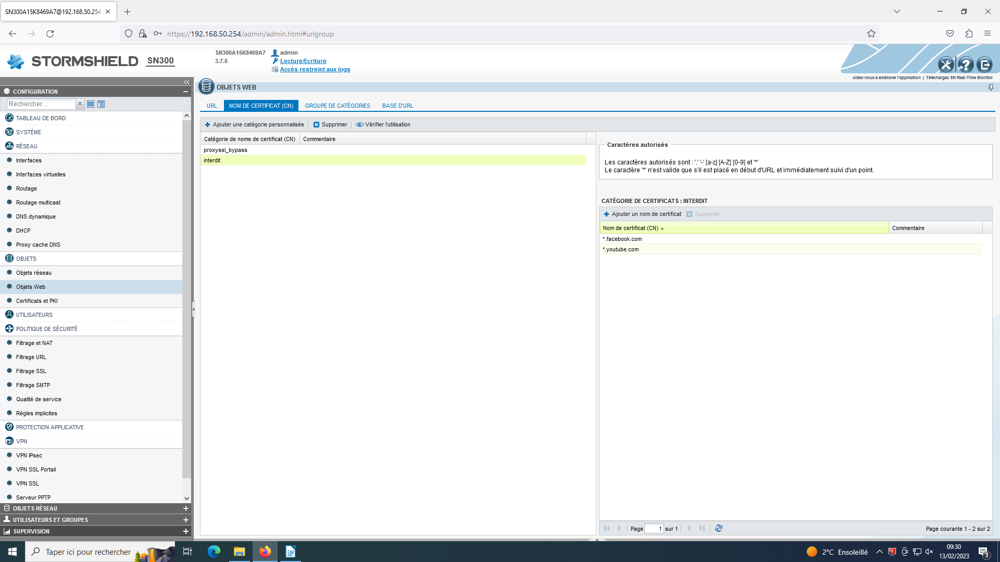 SN300A15K8469A7@192.168.50.254
https://192.168.50.254/admin/admin.html#urlgroup
STORMSHIELD SN300
SN300A15K8469A7
3.7.5
admin
Lecture/Ecriture
Accès restreint aux logs
Aidez-nous à améliorer l'application | Téléchargez SN Real-Time Monitor
CONFIGURATION
Rechercher...
TABLEAU DE BORD
SYSTÈME
RÉSEAU
Interfaces
Interfaces virtuelles
Routage
Routage multicast
DNS dynamique
DHCP
Proxy cache DNS
OBJETS
Objets réseau
Objets Web
Certificats et PKI
UTILISATEURS
POLITIQUE DE SÉCURITÉ
Filtrage et NAT
Filtrage URL
Filtrage SSL
Filtrage SMTP
Qualité de service
Règles implicites
PROTECTION APPLICATIVE
VPN
VPN IPsec
VPN SSL Portail
VPN SSL
Serveur PPTP
OBJETS RÉSEAU
UTILISATEURS ET GROUPES
SUPERVISION
OBJETS WEB
URL NOM DE CERTIFICAT (CN) GROUPE DE CATÉGORIES BASE D'URL
Ajouter une catégorie personnalisée Supprimer Vérifier l'utilisation
Catégorie de noms de certificat (CN) Commentaire
proxyssl_bypass
interdit
Caractères autorisés
Les caractères autorisés sont : '.' '-' [a-z] [A-Z] [0-9] et '*'
Le caractère '*' n'est valide que s'il est placé en début d'URL et immédiatement suivi d'un point.
CATÉGORIE DE CERTIFICATS : INTERDIT
Ajouter un nom de certificat Supprimer
Nom de certificat (CN) Commentaire
*.facebook.com
*.youtube.com
Page 1 sur 1
Page courante 1 - 2 sur 2
Taper ici pour rechercher
2°C Ensoleillé
09:30
13/02/2023
3